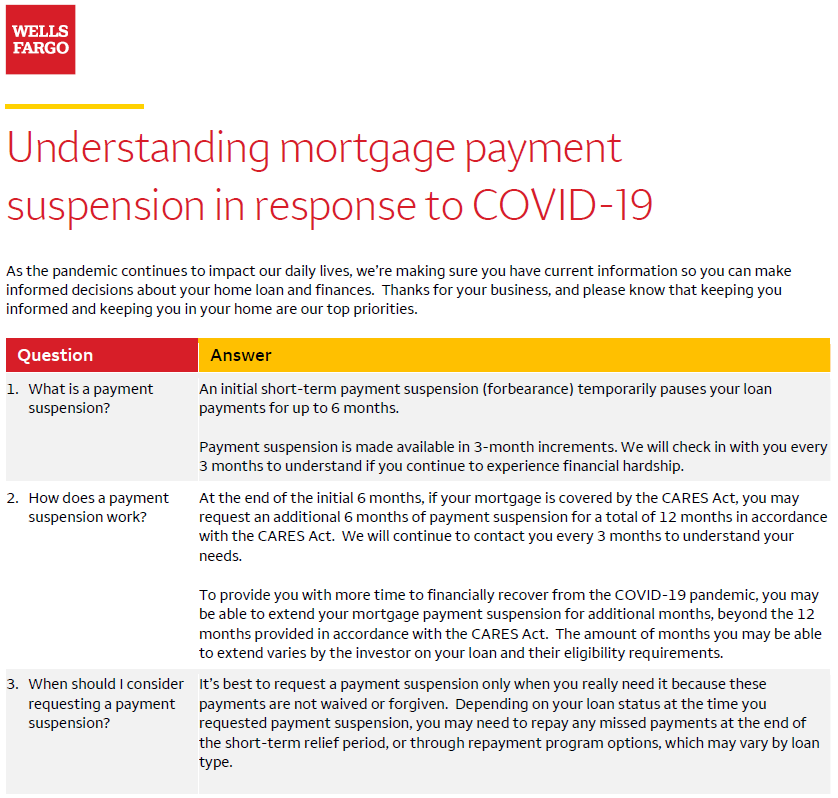 WELLS
FARGO
Understanding mortgage payment
suspension in response to COVID-19
As the pandemic continues to impact our daily lives, we’re making sure you have current information so you can make
informed decisions about your home loan and finances.  Thanks for your business, and please know that keeping you
informed and keeping you in your home are our top priorities.
Question
Answer
1. What is a payment
suspension?
An initial short-term payment suspension (forbearance) temporarily pauses your loan
payments for up to 6 months.
Payment suspension is made available in 3-month increments. We will check in with you every
3 months to understand if you continue to experience financial hardship.
2. How does a payment
suspension work?
At the end of the initial 6 months, if your mortgage is covered by the CARES Act, you may
request an additional 6 months of payment suspension for a total of 12 months in accordance
with the CARES Act.  We will continue to contact you every 3 months to understand your
needs.
To provide you with more time to financially recover from the COVID-19 pandemic, you may
be able to extend your mortgage payment suspension for additional months, beyond the 12
months provided in accordance with the CARES Act.  The amount of months you may be able
to extend varies by the investor on your loan and their eligibility requirements.
3. When should I consider
requesting a payment
suspension?
It’s best to request a payment suspension only when you really need it because these
payments are not waived or forgiven.  Depending on your loan status at the time you
requested payment suspension, you may need to repay any missed payments at the end of
the short-term relief period, or through repayment program options, which may vary by loan
type.